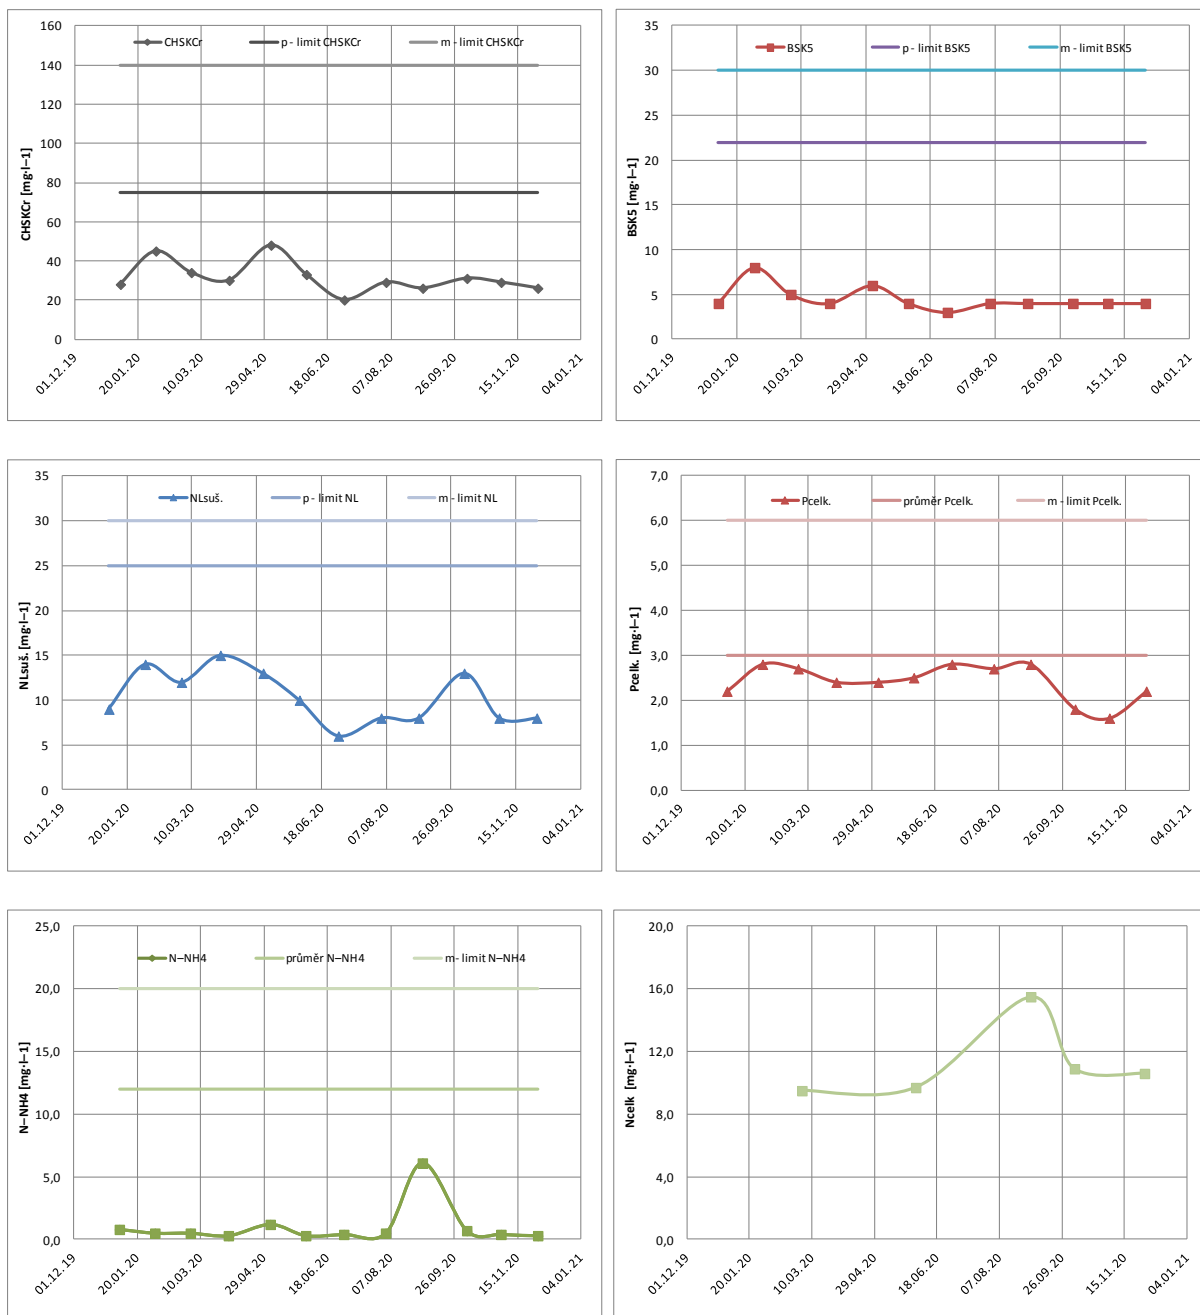 CHSKCr p - limit CHSKCr m - limit CHSKCr
CHSKCr [mg·l–1]
160
140
120
100
80
60
40
20
0
01.12.19 20.01.20 10.03.20 29.04.20 18.06.20 07.08.20 26.09.20 15.11.20 04.01.21
BSK5 p - limit BSK5 m - limit BSK5
BSK5 [mg·l–1]
35
30
25
20
15
10
5
0
01.12.19 20.01.20 10.03.20 29.04.20 18.06.20 07.08.20 26.09.20 15.11.20 04.01.21
NLsuš. p - limit NL m - limit NL
NLsuš. [mg·l–1]
35
30
25
20
15
10
5
0
01.12.19 20.01.20 10.03.20 29.04.20 18.06.20 07.08.20 26.09.20 15.11.20 04.01.21
Pcelk. průměr Pcelk. m - limit Pcelk.
Pcelk. [mg·l–1]
7,0
6,0
5,0
4,0
3,0
2,0
1,0
0,0
01.12.19 20.01.20 10.03.20 29.04.20 18.06.20 07.08.20 26.09.20 15.11.20 04.01.21
N–NH4 průměr N–NH4 m- limit N–NH4
N–NH4 [mg·l–1]
25,0
20,0
15,0
10,0
5,0
0,0
01.12.19 20.01.20 10.03.20 29.04.20 18.06.20 07.08.20 26.09.20 15.11.20 04.01.21
Ncelk [mg·l–1]
20,0
16,0
12,0
8,0
4,0
0,0
01.12.19 20.01.20 10.03.20 29.04.20 18.06.20 07.08.20 26.09.20 15.11.20 04.01.21